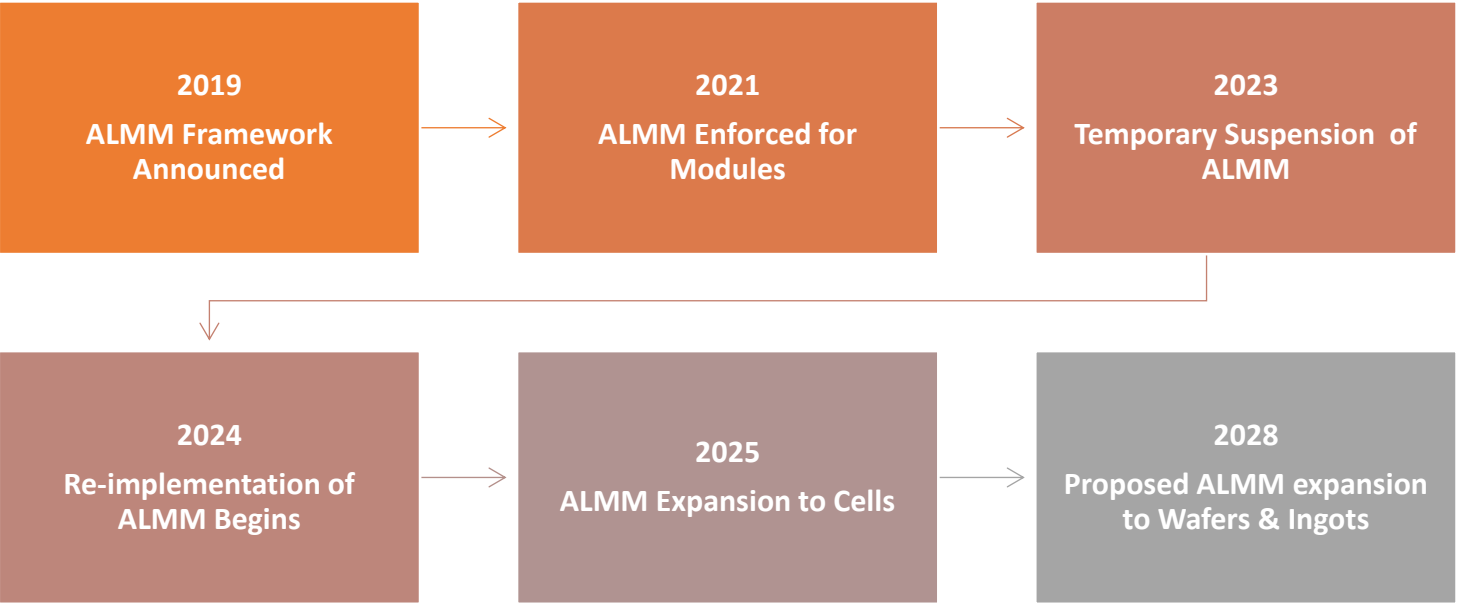 2019
ALMM Framework
Announced
2021
ALMM Enforced for
Modules
2023
Temporary Suspension of
ALMM
2024
Re-implementation of
ALMM Begins
2025
ALMM Expansion to Cells
2028
Proposed ALMM expansion
to Wafers & Ingots